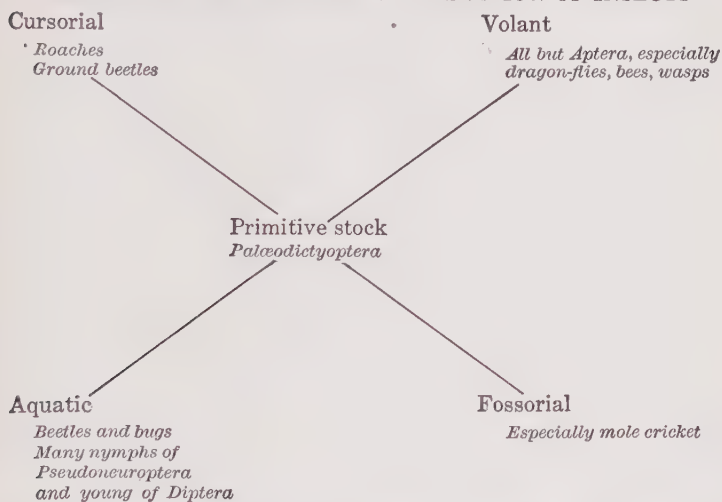 Cursorial
Roaches
Ground beetles
Volant
All but Aptera, especially
dragon-flies, bees, wasps
Primitive stock
Palæodictyoptera
Aquatic
Beetles and bugs
Many nymphs of
Pseudoneuroptera
and young of Diptera
Fossorial
Especially mole cricket